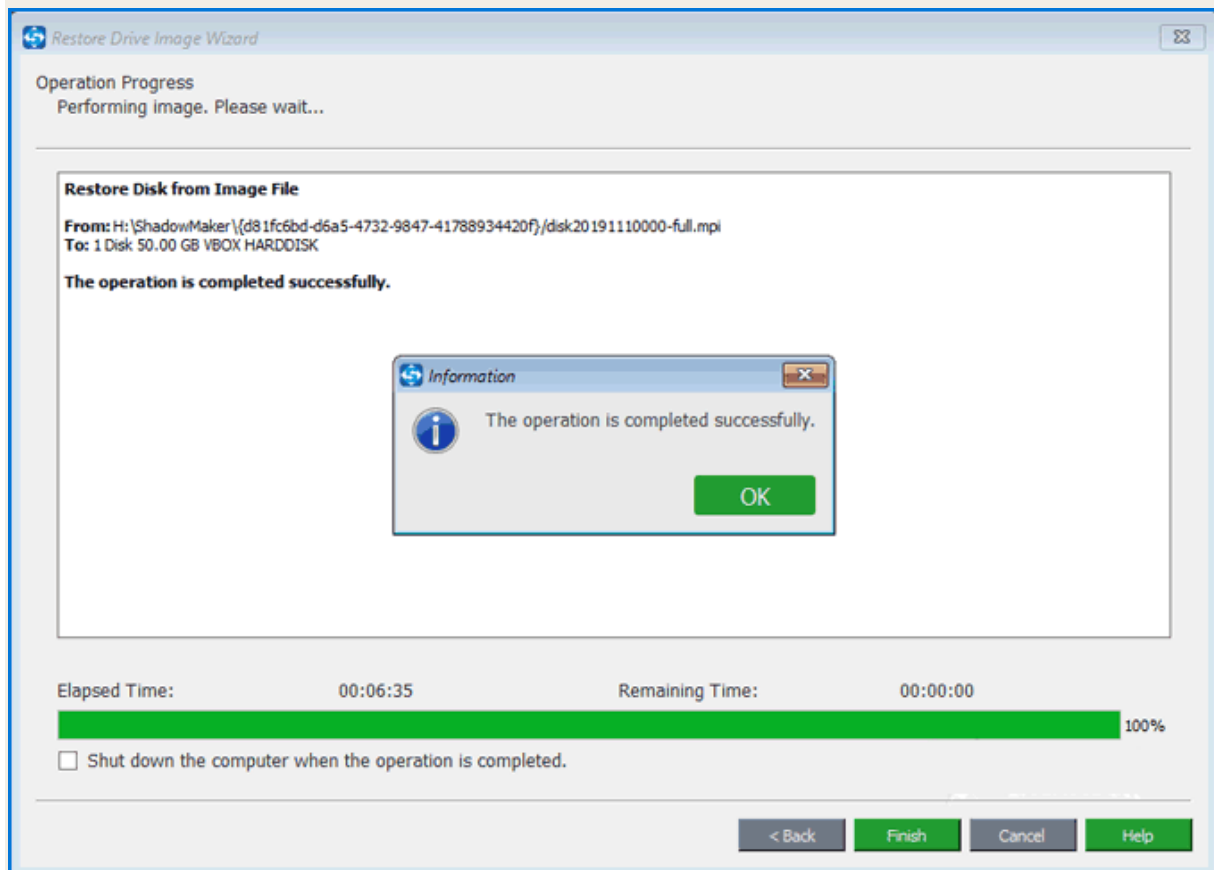 Restore Drive Image Wizard
Operation Progress
Performing image. Please wait...
Restore Disk from Image File
From: H:\ShadowMaker\{d81fc6bd-d6a5-4732-9847-41788934420f}/disk20191110000-full.mpi
To: 1 Disk 50.00 GB VBOX HARDDISK
The operation is completed successfully.
Information
The operation is completed successfully.
OK
Elapsed Time: 00:06:35 Remaining Time: 00:00:00
100%
Shut down the computer when the operation is completed.
< Back Finish Cancel Help